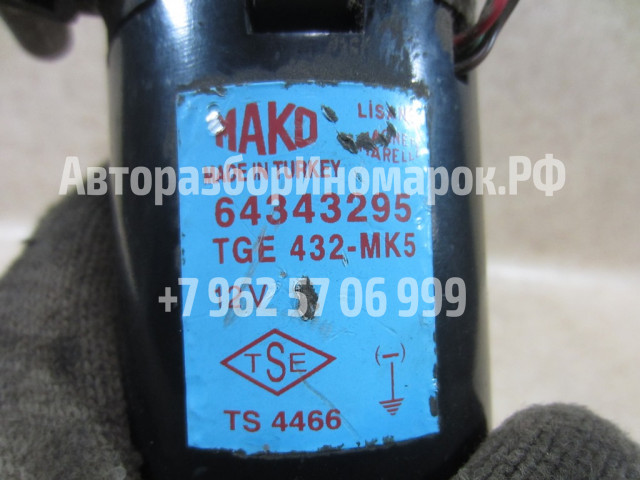 MAKO
MADE IN TURKEY
АвторазборИномарок.РФ
64343295
TGE 432-MK5
+7 962 57 06 999
12V
TSE
(-)
TS 4466